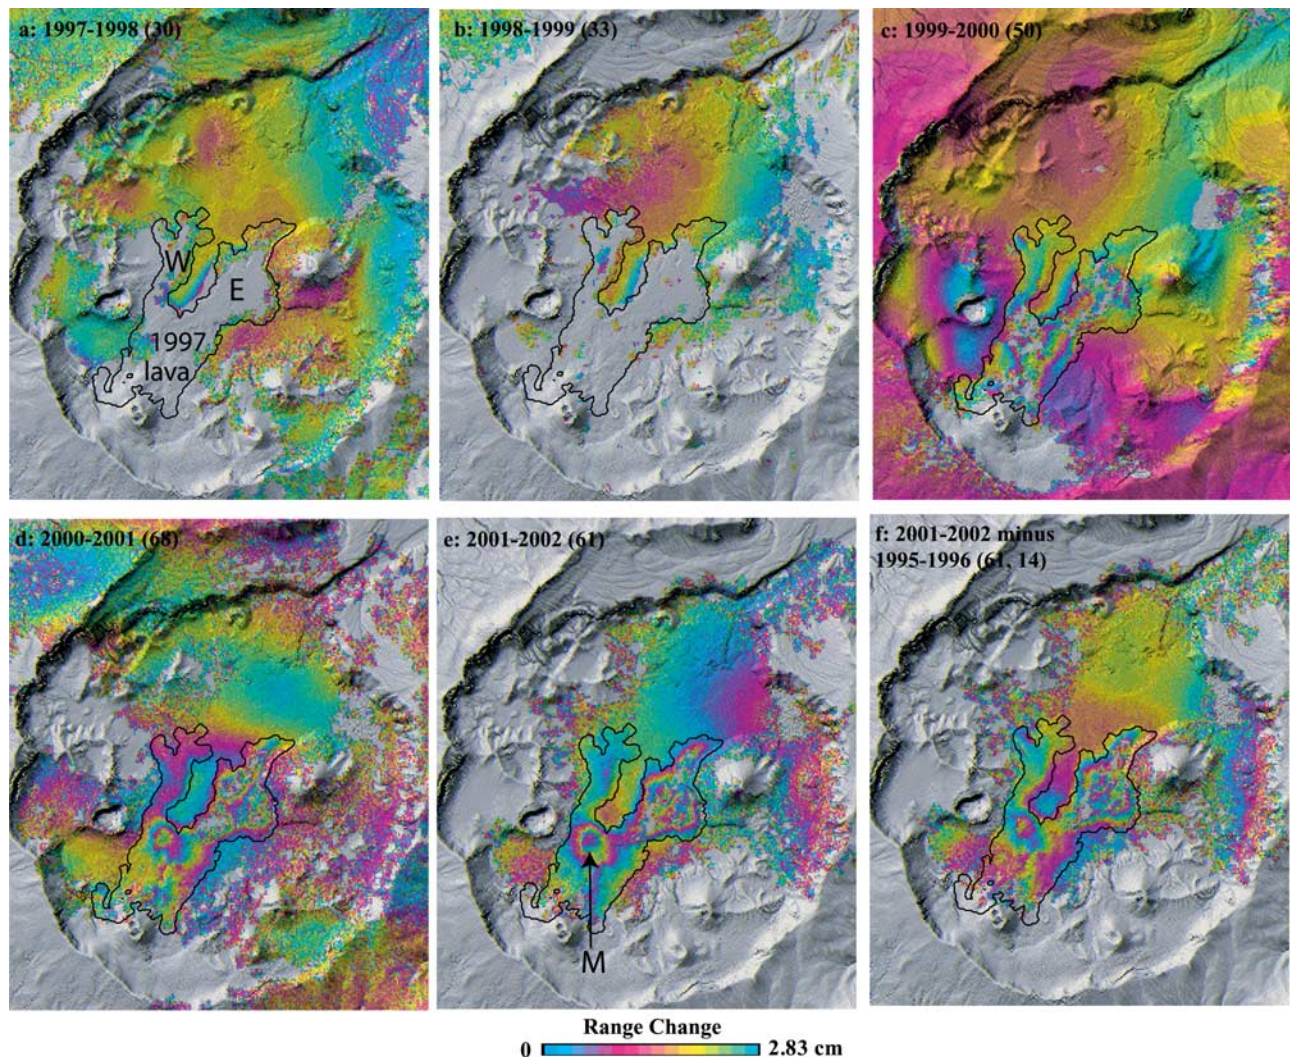 a: 1997-1998 (30)
b: 1998-1999 (33)
c: 1999-2000 (50)
W
E
1997
lava
d: 2000-2001 (68)
e: 2001-2002 (61)
f: 2001-2002 minus
1995-1996 (61, 14)
M
Range Change
0
2.83 cm